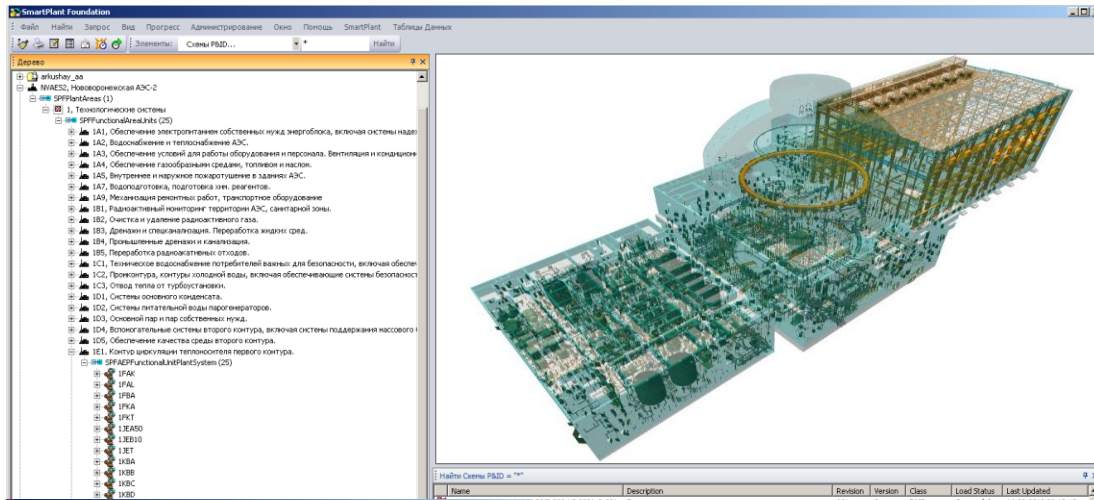 SmartPlant Foundation
Файл Найти Запрос Вид Прогресс Администрирование Окно Помощь SmartPlant Таблицы Данных
Элементы: Схемы P&ID... * Найти
Дерево
arkushay_aa
NVAES2, Нововоронежская АЭС-2
SPFPlantAreas (1)
1, Технологические системы
SPFFunctionalAreaUnits (25)
1A1, Обеспечение электропитанием собственных нужд энергоблока, включая системы надеж
1A2, Водоснабжение и теплоснабжение АЭС.
1A3, Обеспечение условий для работы оборудования и персонала. Вентиляция и кондицион
1A4, Обеспечение газообразными средами, топливом и маслом.
1A5, Внутреннее и наружное пожаротушение в зданиях АЭС.
1A7, Водоподготовка, подготовка хим. реагентов.
1A9, Механизация ремонтных работ, транспортное оборудование
1B1, Радиоактивный мониторинг территории АЭС, санитарной зоны.
1B2, Очистка и удаление радиоактивного газа.
1B3, Дренажи и спецканализация. Переработка жидких сред.
1B4, Промышленные дренажи и канализация.
1B5, Переработка радиоакативных отходов.
1C1, Техническое водоснабжение потребителей важных для безопасности, включая обеспеч
1C2, Промконтура, контуры холодной воды, включая обеспечивающие системы безопасност
1C3, Отвод тепла от турбоустановки.
1D1, Системы основного конденсата.
1D2, Системы питательной воды парогенераторов.
1D3, Основной пар и пар собственных нужд.
1D4, Вспомогательные системы второго контура, включая системы поддержания массового
1D5, Обеспечение качества среды второго контура.
1E1, Контур циркуляции теплоносителя первого контура.
SPFAEPFunctionalUnitPlantSystem (25)
1FAK
1FAL
1FBA
1FKA
1FKT
1JEA50
1JEB10
1JET
1KBA
1KBB
1KBC
1KBD
Найти Схемы P&ID = "*"
Name Description Revision Version Class Load Status Last Updated